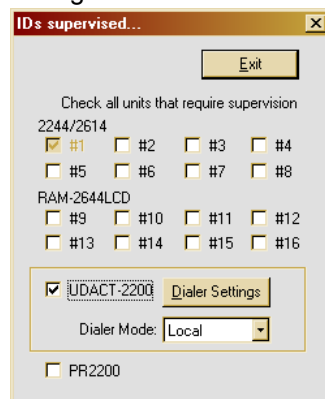 IDs supervised...
Exit
Check all units that require supervision
2244/2614
#1 #2 #3 #4
#5 #6 #7 #8
RAM-2644LCD
#9 #10 #11 #12
#13 #14 #15 #16
UDACT-2200 Dialer Settings
Dialer Mode: Local
PR2200